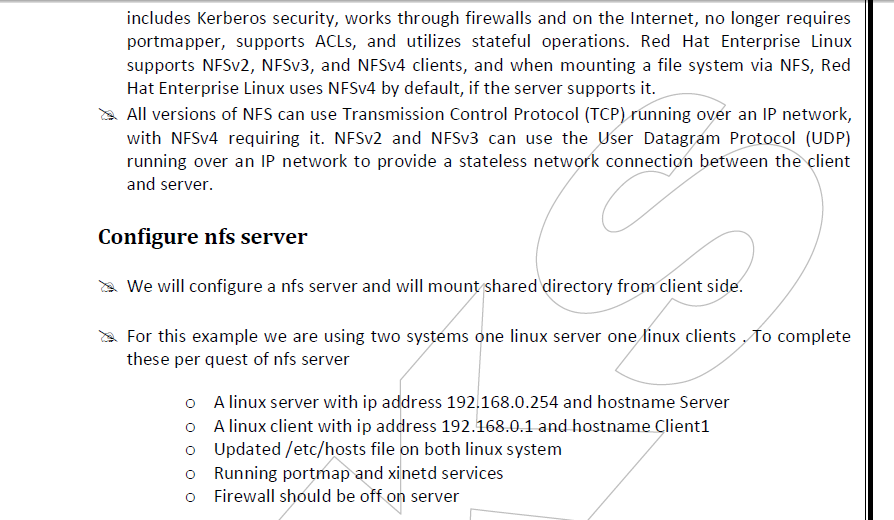 includes Kerberos security, works through firewalls and on the Internet, no longer requires
portmapper, supports ACLs, and utilizes stateful operations. Red Hat Enterprise Linux
supports NFSv2, NFSv3, and NFSv4 clients, and when mounting a file system via NFS, Red
Hat Enterprise Linux uses NFSv4 by default, if the server supports it.
All versions of NFS can use Transmission Control Protocol (TCP) running over an IP network,
with NFSv4 requiring it. NFSv2 and NFSv3 can use the User Datagram Protocol (UDP)
running over an IP network to provide a stateless network connection between the client
and server.
Configure nfs server
We will configure a nfs server and will mount shared directory from client side.
For this example we are using two systems one linux server one linux clients . To complete
these per quest of nfs server
o A linux server with ip address 192.168.0.254 and hostname Server
o A linux client with ip address 192.168.0.1 and hostname Client1
o Updated /etc/hosts file on both linux system
o Running portmap and xinetd services
o Firewall should be off on server